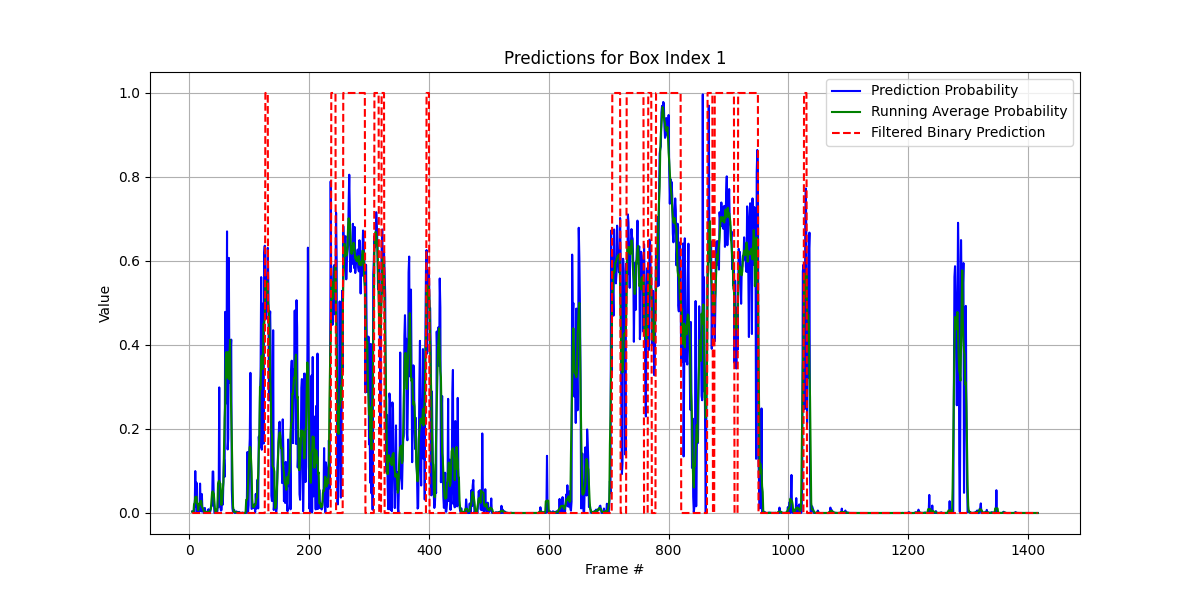 Predictions for Box Index 1
Value
1.0
0.8
0.6
0.4
0.2
0.0
Prediction Probability
Running Average Probability
Filtered Binary Prediction
0
200
400
600
800
1000
1200
1400
Frame #